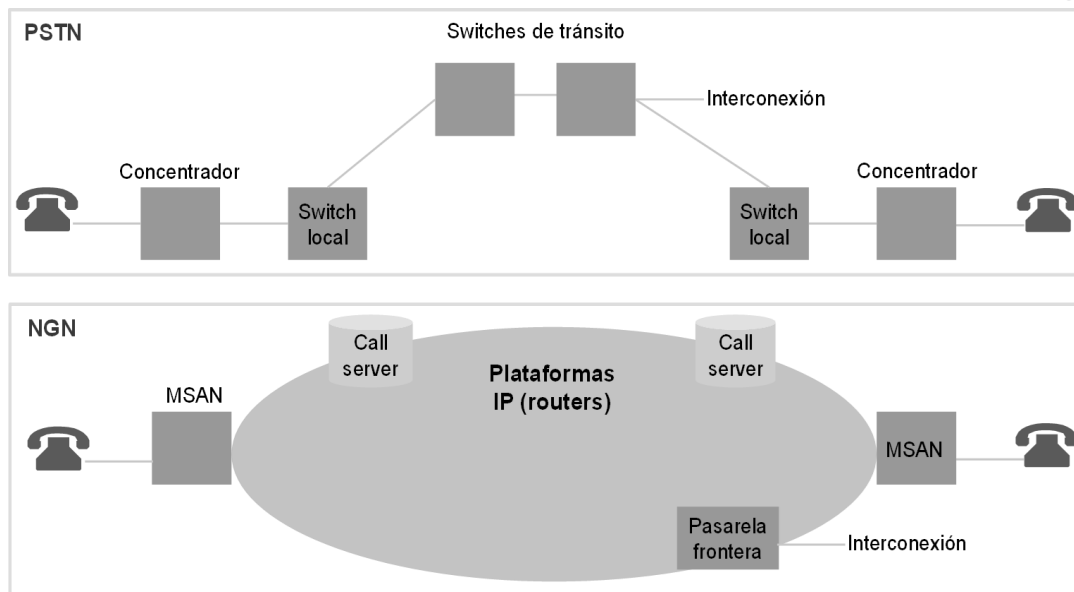 PSTN
Switches de tránsito
Interconexión
Concentrador
Concentrador
Switch
local
Switch
local
NGN
Call
server
Call
server
Plataformas
IP (routers)
MSAN
MSAN
Pasarela
frontera
Interconexión